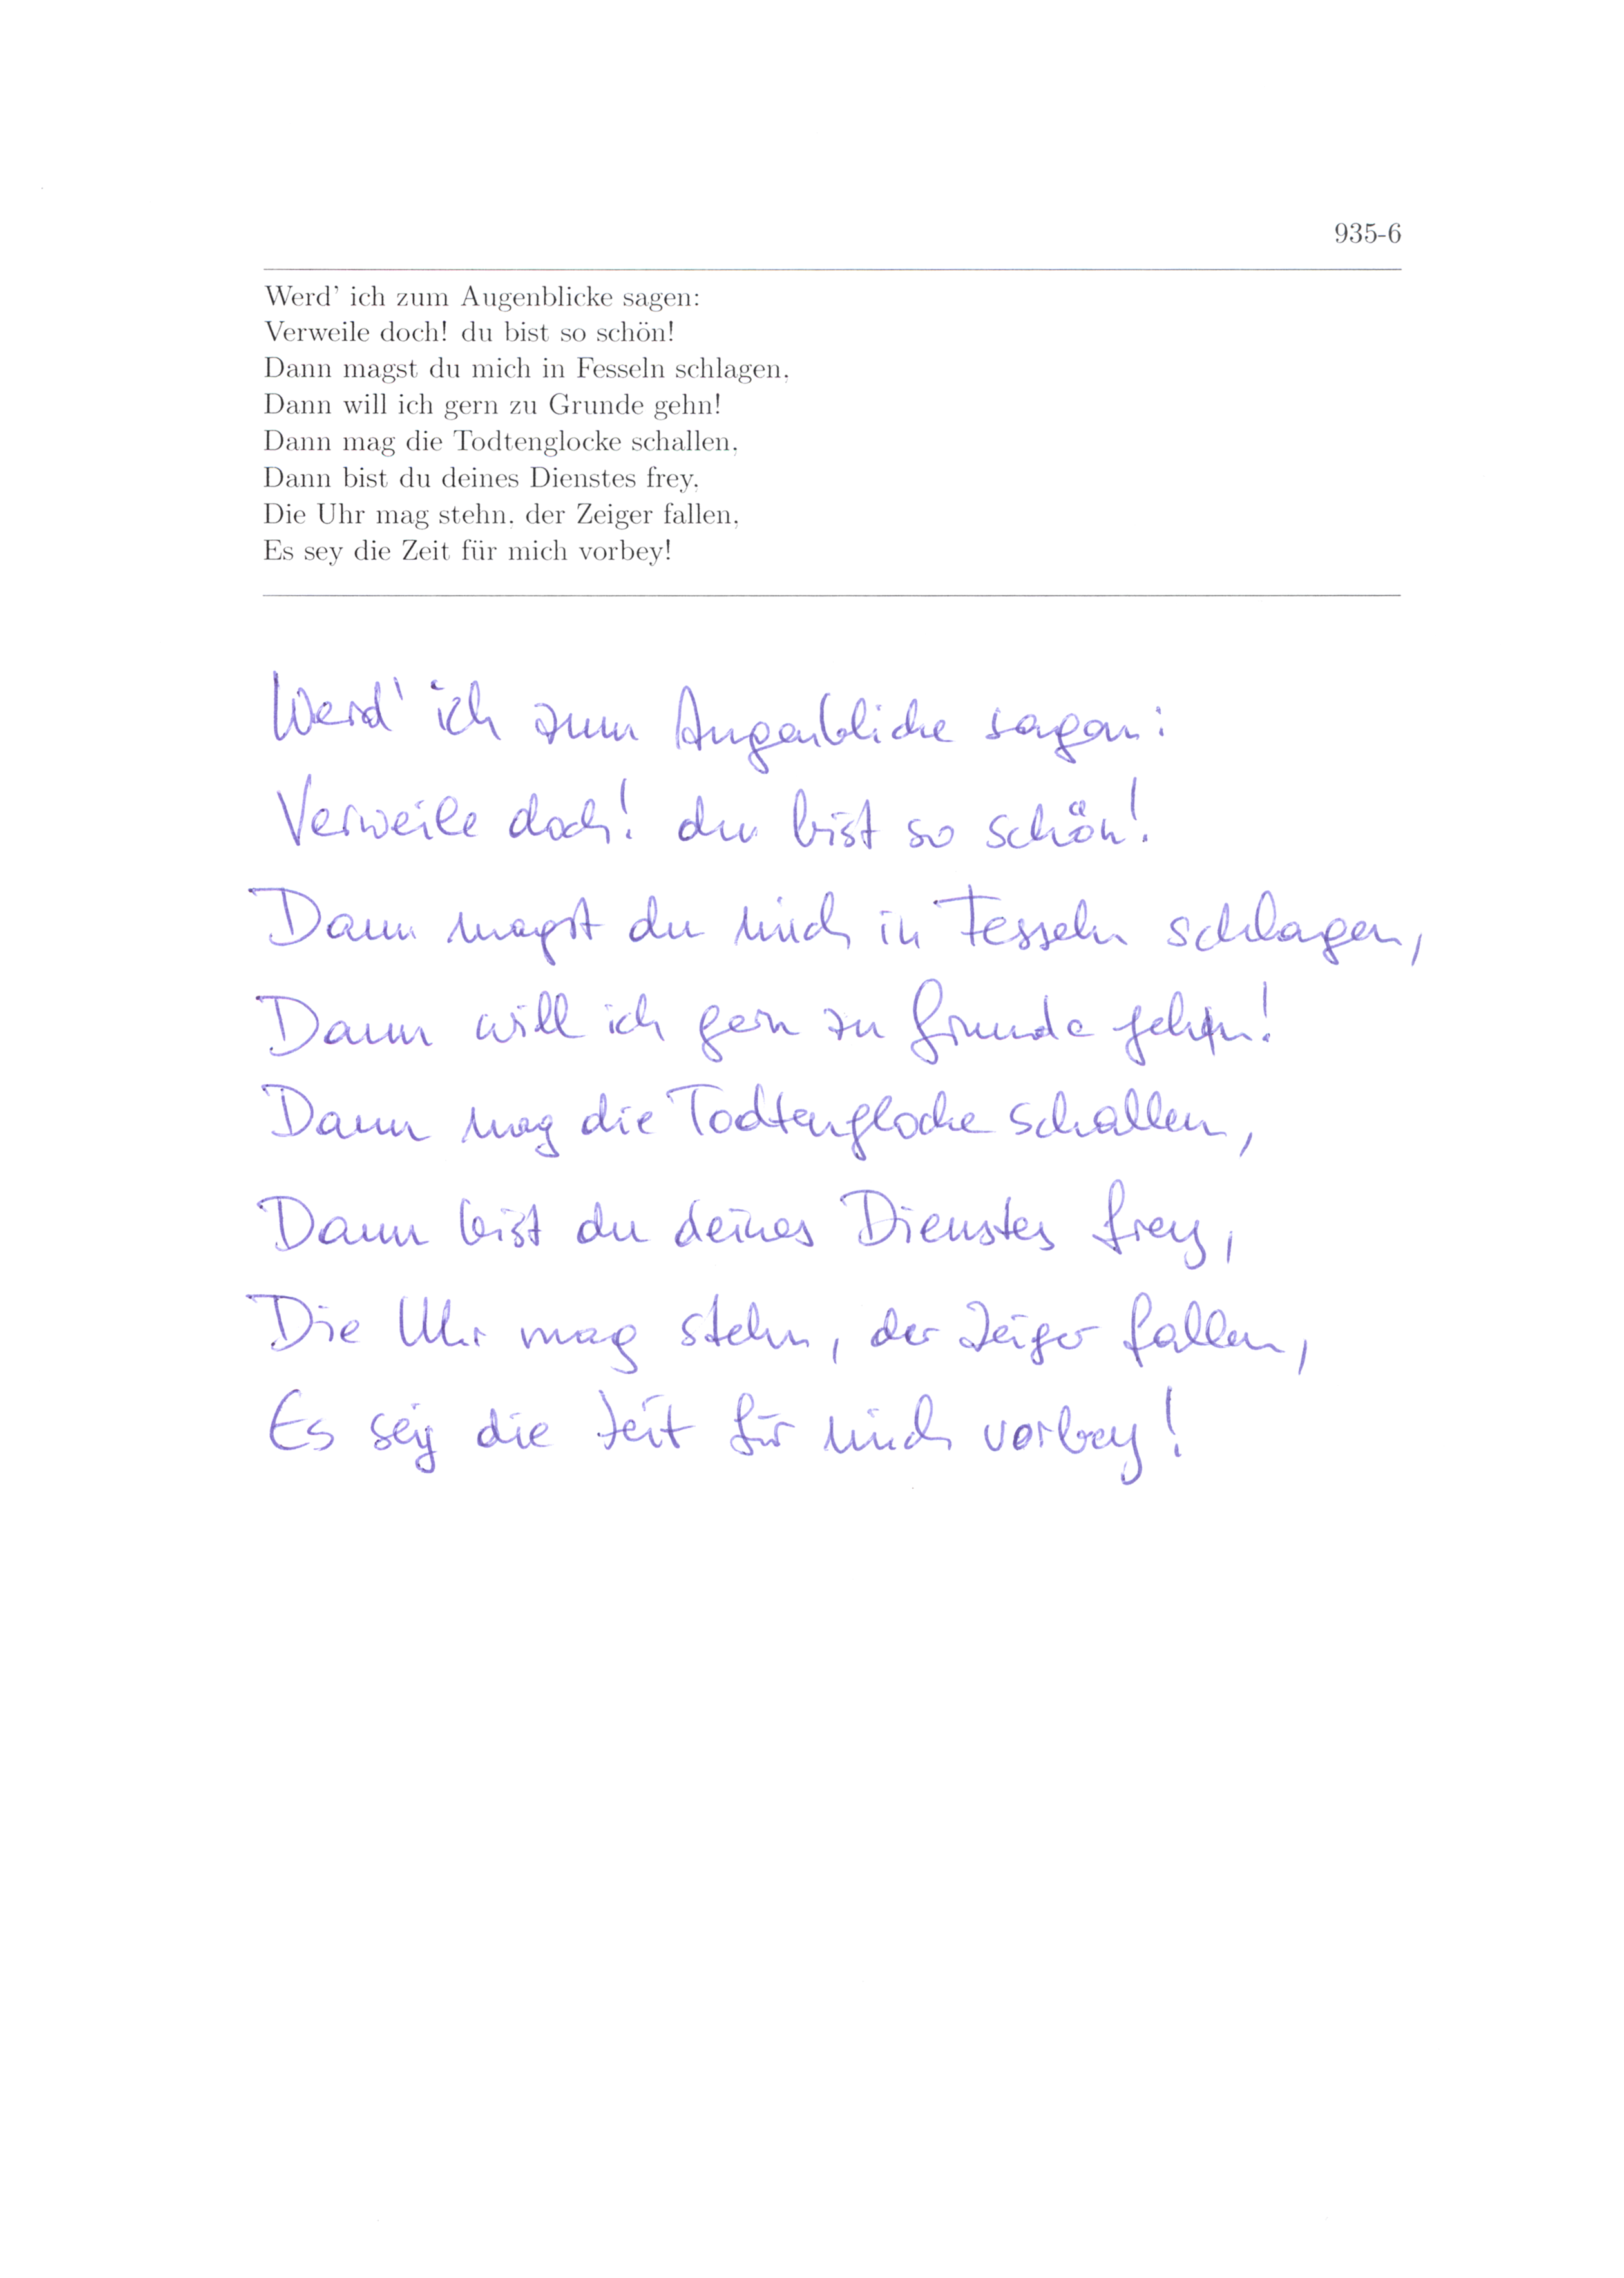 935-6
Werd' ich zum Augenblicke sagen:
Verweile doch! du bist so schön!
Dann magst du mich in Fesseln schlagen,
Dann will ich gern zu Grunde gehn!
Dann mag die Todtenglocke schallen,
Dann bist du deines Dienstes frey,
Die Uhr mag stehn, der Zeiger fallen,
Es sey die Zeit für mich vorbey!
Werd' ich zum Augenblicke sagen:
Verweile doch! du bist so schön!
Dann magst du mich in Fesseln schlagen,
Dann will ich gern zu Grunde gehn!
Dann mag die Todtenglocke schallen,
Dann bist du deines Dienstes frey,
Die Uhr mag stehn, der Zeiger fallen,
Es sey die Zeit für mich vorbey!